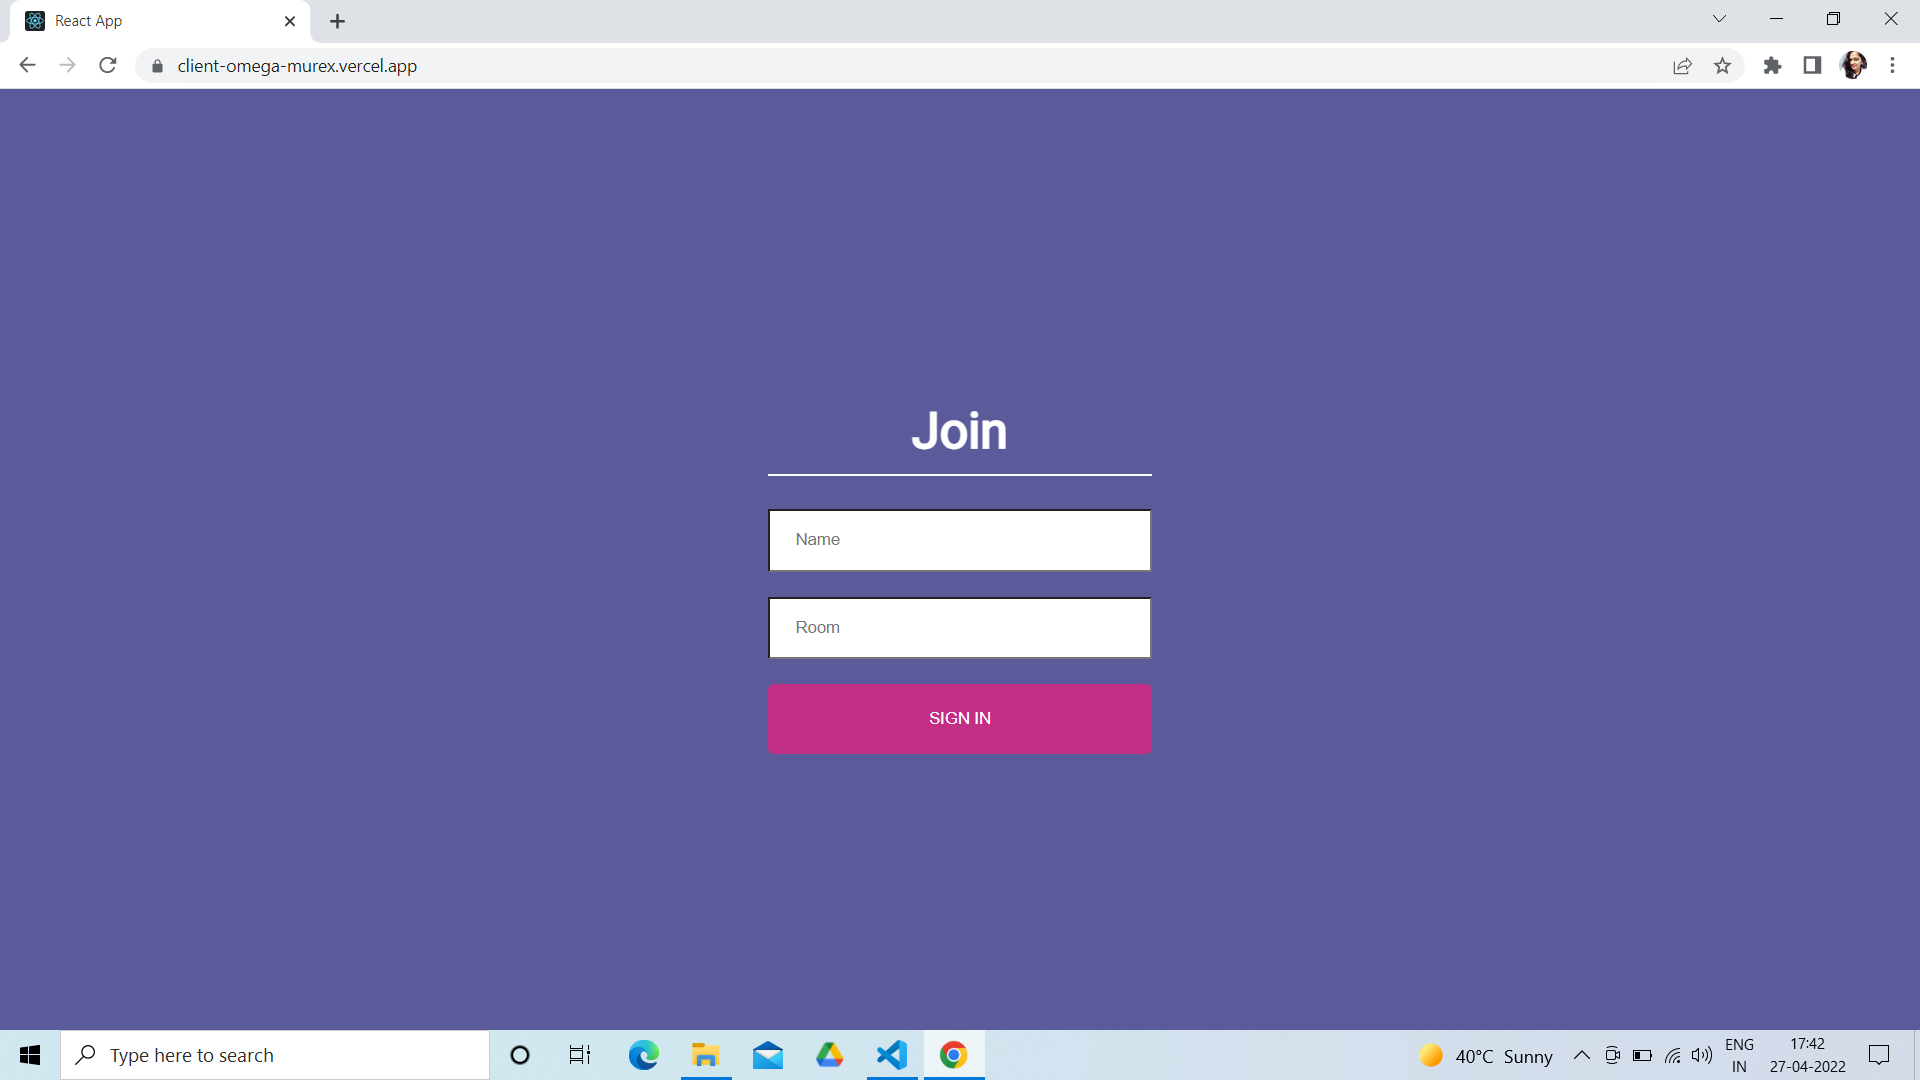 React App
client-omega-murex.vercel.app
Join
Name
Room
SIGN IN
Type here to search
40°C Sunny
ENG
IN
17:42
27-04-2022